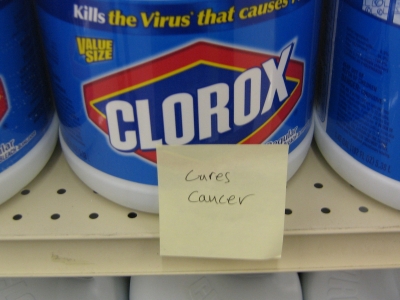 Kills the Virus* that causes
VALUE
SIZE
CLOROX
Cures
Cancer